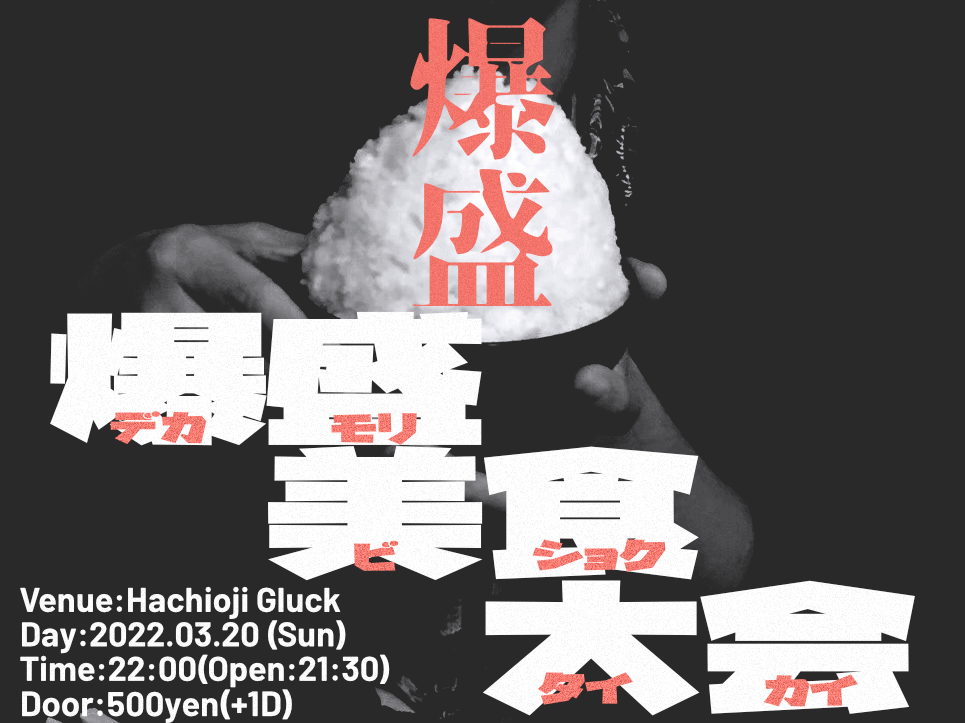 爆盛
爆盛
デカ モリ
美食
ビ ショク
大会
タイ カイ
Venue:Hachioji Gluck
Day:2022.03.20 (Sun)
Time:22:00(Open:21:30)
Door:500yen(+1D)